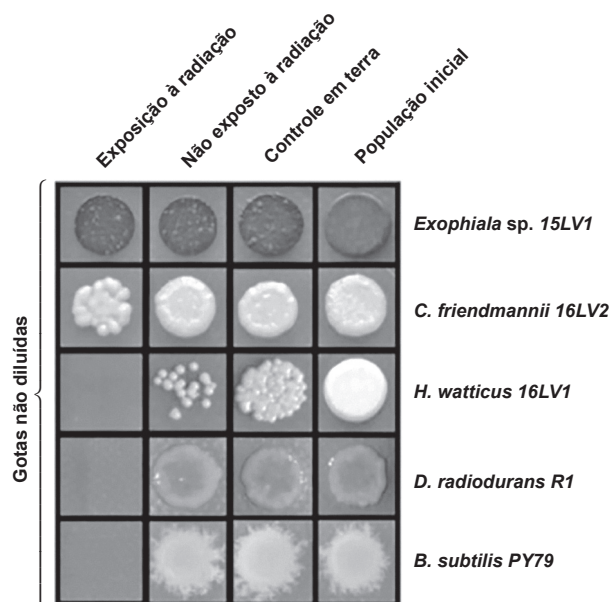 Exposição à radiação
Não exposto à radiação
Controle em terra
População inicial
Gotas não diluídas
Exophiala sp. 15LV1
C. friendmannii 16LV2
H. watticus 16LV1
D. radiodurans R1
B. subtilis PY79